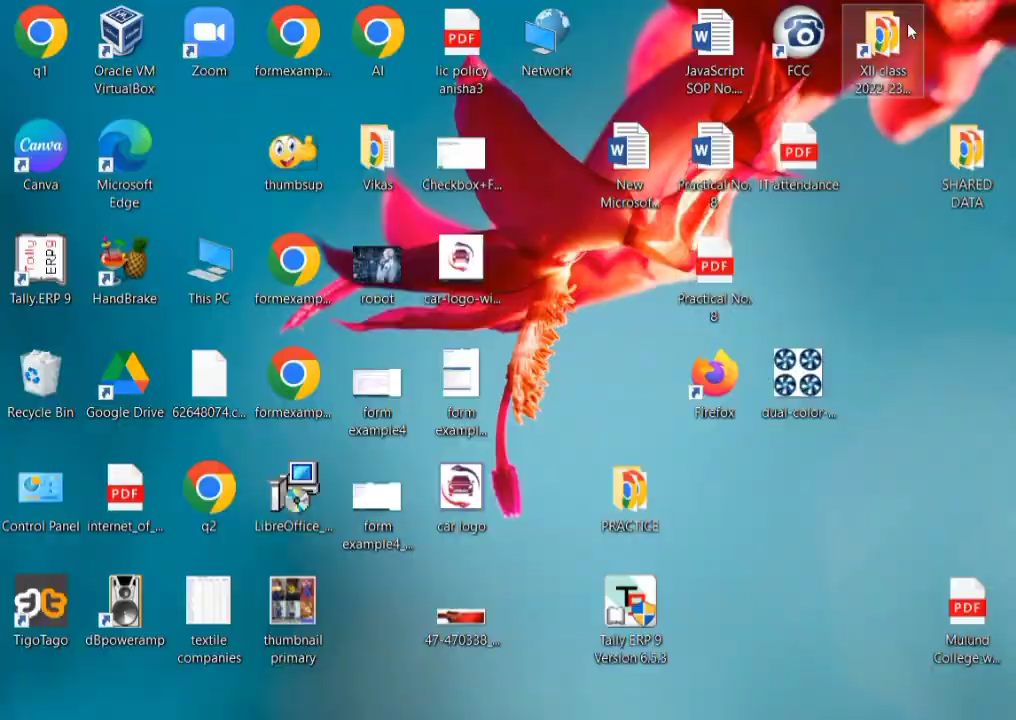 q1
Oracle VM
VirtualBox
Zoom
formexamp...
AI
PDF
lic policy
anisha3
Network
JavaScript
SOP No....
FCC
XII class
2022-23...
Canva
Canva
Microsoft
Edge
thumbsup
Vikas
Checkbox+F...
New
Microsof...
Practical No.
8
PDF
IT attendance
SHARED
DATA
Tally
ERP9
Tally.ERP 9
HandBrake
This PC
formexamp...
robot
car-logo-wi...
PDF
Practical No.
8
Recycle Bin
Google Drive
62648074.c...
formexamp...
form
example4
form
exampl...
Firefox
dual-color-...
Control Panel
PDF
internet_of_...
q2
LibreOffice_...
form
example4_...
car logo
PRACTICE
TigoTago
dBpoweramp
textile
companies
thumbnail
primary
47-470338_...
Tally ERP 9
Version 6.5.3
PDF
Mulund
College w...